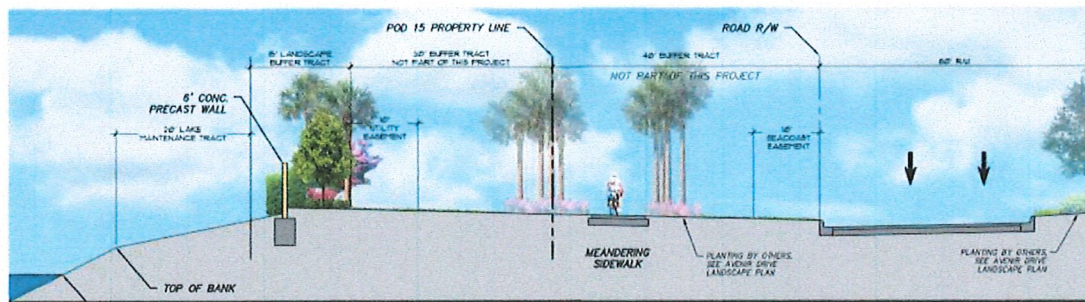 POD 15 PROPERTY LINE
ROAD R/W
15' LANDSCAPE
BUFFER TRACT
BUFFER TRACT
NOT PART OF THIS PROJECT
40' BUFFER TRACT
NOT PART OF THIS PROJECT
R/W
6' CONC.
PRECAST WALL
20' LAKE
MAINTENANCE TRACT
10'
UTILITY
EASEMENT
10'
SEACOAST
EASEMENT
MEANDERING
SIDEWALK
PLANTING BY OTHERS,
SEE AVENIR DRIVE
LANDSCAPE PLAN
PLANTING BY OTHERS,
SEE AVENIR DRIVE
LANDSCAPE PLAN
TOP OF BANK